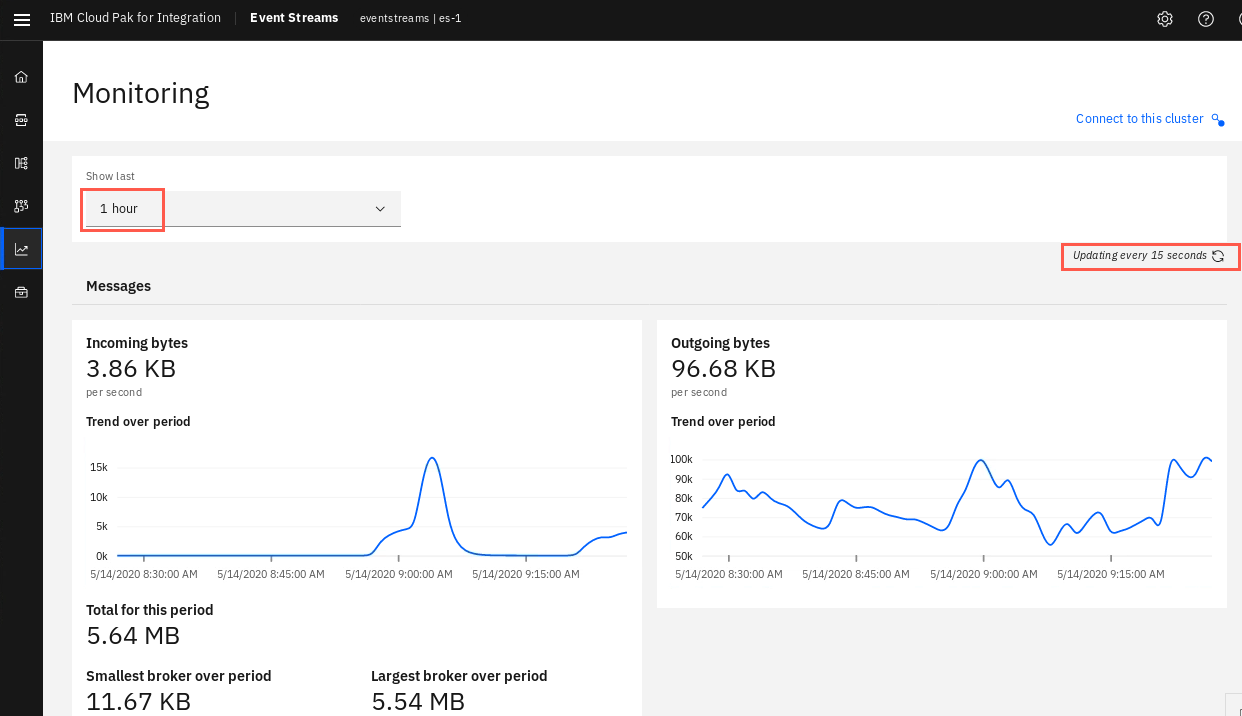 IBM Cloud Pak for Integration | Event Streams eventstreams | es-1
Monitoring
Connect to this cluster
Show last
1 hour
Updating every 15 seconds
Messages
Incoming bytes
3.86 KB
per second
Trend over period
15k
10k
5k
0k
5/14/2020 8:30:00 AM 5/14/2020 8:45:00 AM 5/14/2020 9:00:00 AM 5/14/2020 9:15:00 AM
Total for this period
5.64 MB
Smallest broker over period
11.67 KB
Largest broker over period
5.54 MB
Outgoing bytes
96.68 KB
per second
Trend over period
100k
90k
80k
70k
60k
50k
5/14/2020 8:30:00 AM 5/14/2020 8:45:00 AM 5/14/2020 9:00:00 AM 5/14/2020 9:15:00 AM